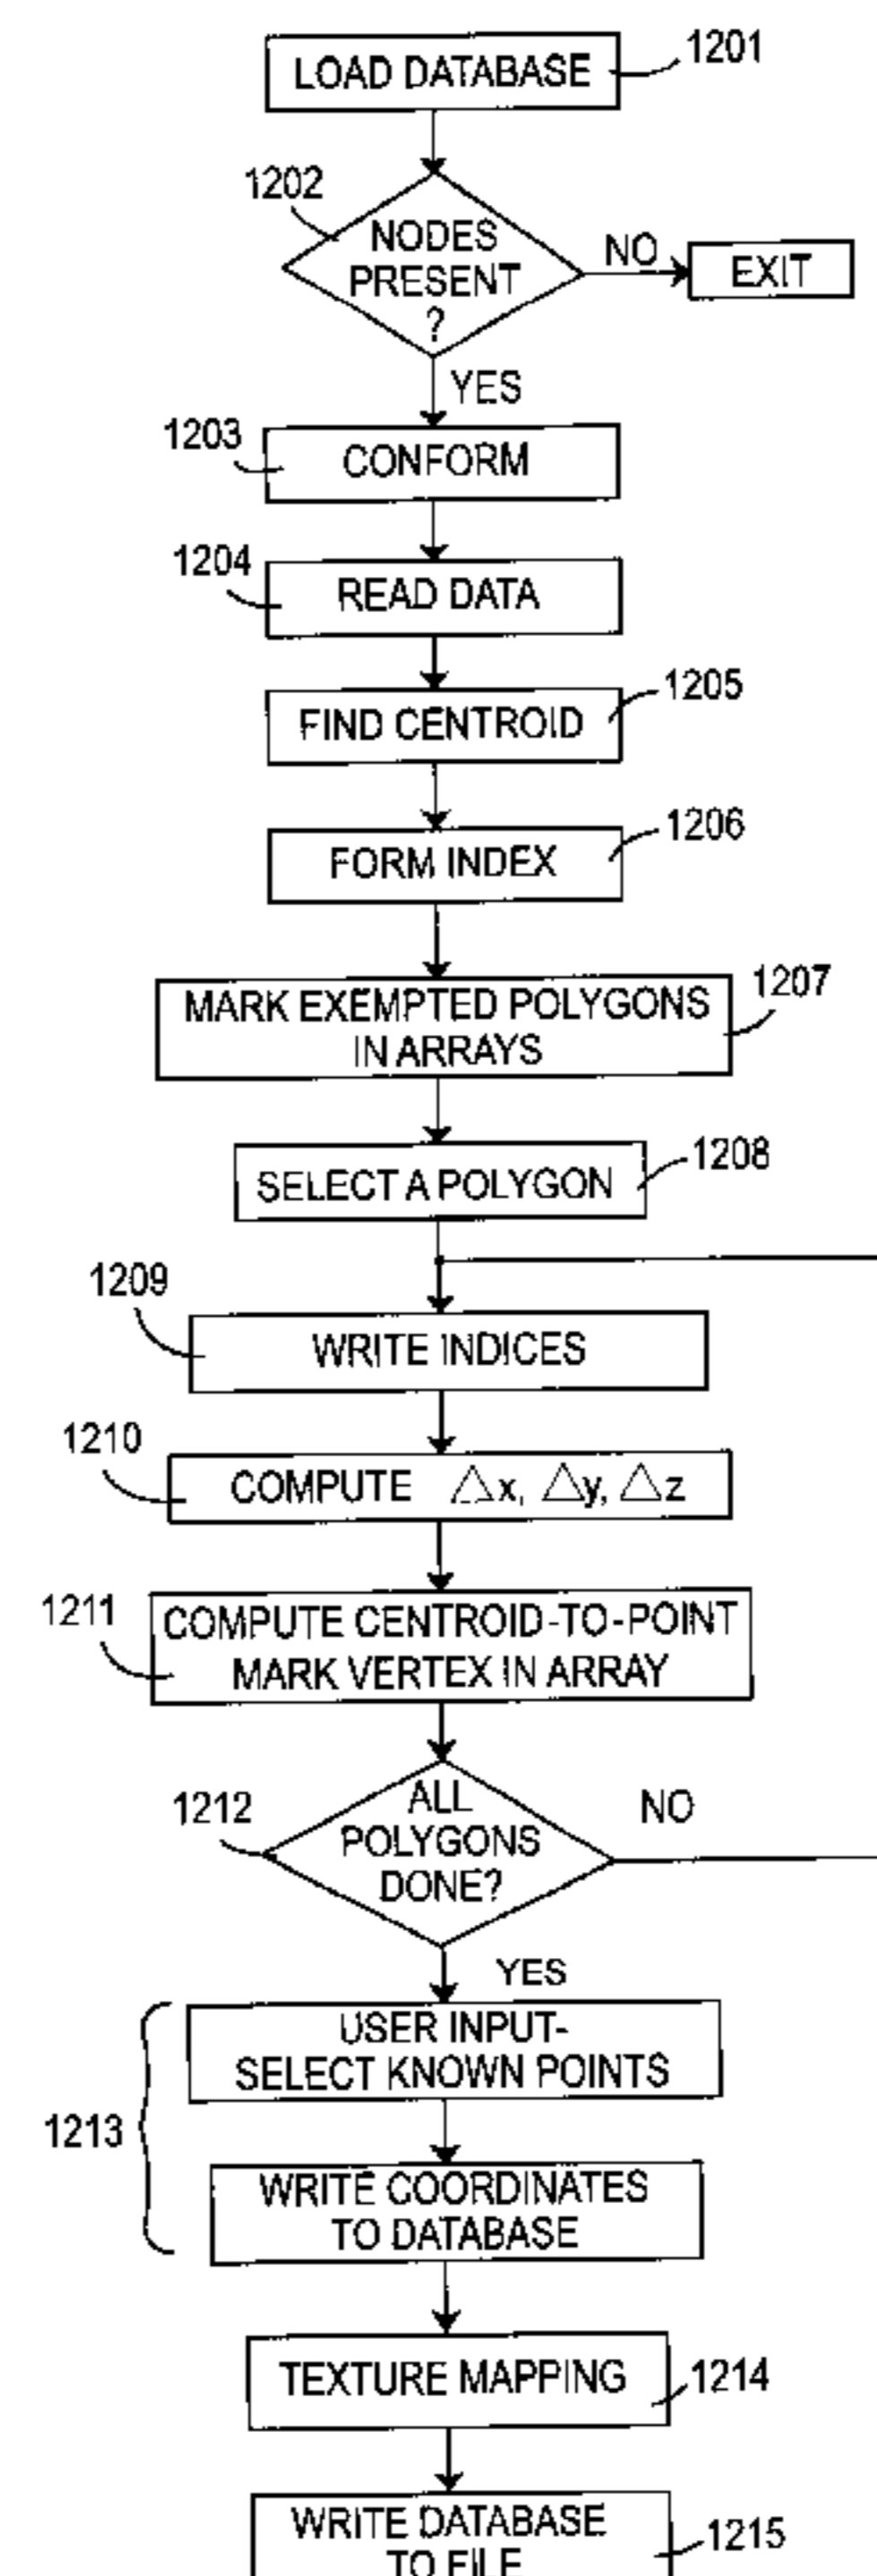 LOAD DATABASE
1201
1202
NODES
PRESENT
?
NO
EXIT
YES
1203
CONFORM
1204
READ DATA
1205
FIND CENTROID
1206
FORM INDEX
1207
MARK EXEMPTED POLYGONS
IN ARRAYS
1208
SELECT A POLYGON
1209
WRITE INDICES
1210
COMPUTE △x, △y, △z
1211
COMPUTE CENTROID-TO-POINT
MARK VERTEX IN ARRAY
1212
ALL
POLYGONS
DONE?
NO
YES
1213
USER INPUT-
SELECT KNOWN POINTS
WRITE COORDINATES
TO DATABASE
TEXTURE MAPPING
1214
WRITE DATABASE
TO FILE
1215